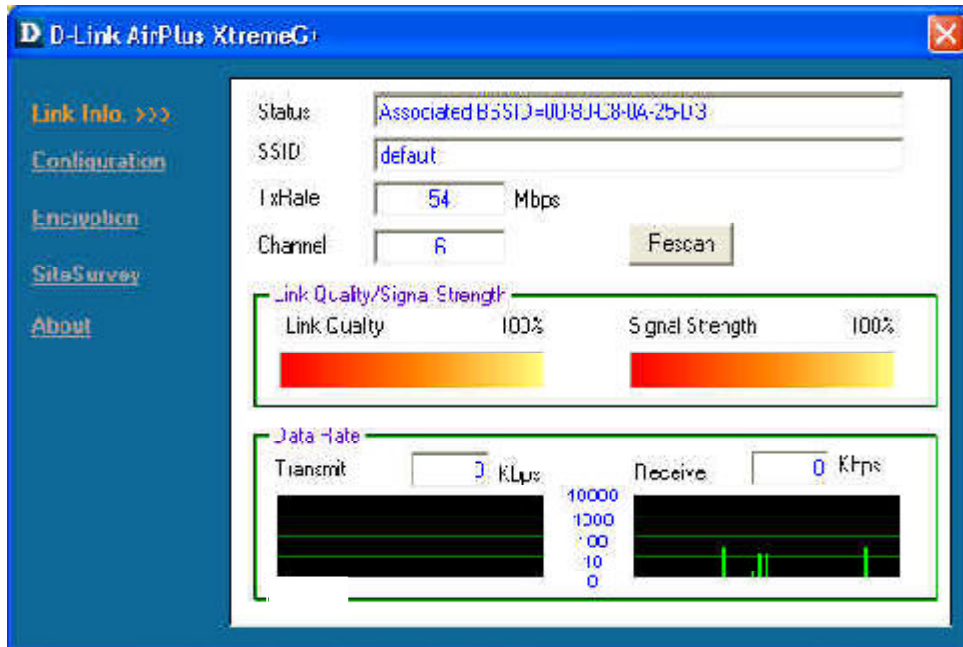 D D-Link AirPlus XtremeG+
Link Info. >>>
Configuration
Encryption
SiteSurvey
About
Status
Associated
SSID
defaut
TxRate 54 Mbps
Channel 6
Rescan
Link Quality/Signal Strength
Link Quality 100%
Signal Strength 100%
Data Rate
Transmit 0 Kbps
Receive 0 Kbps
10000
1000
100
10
0